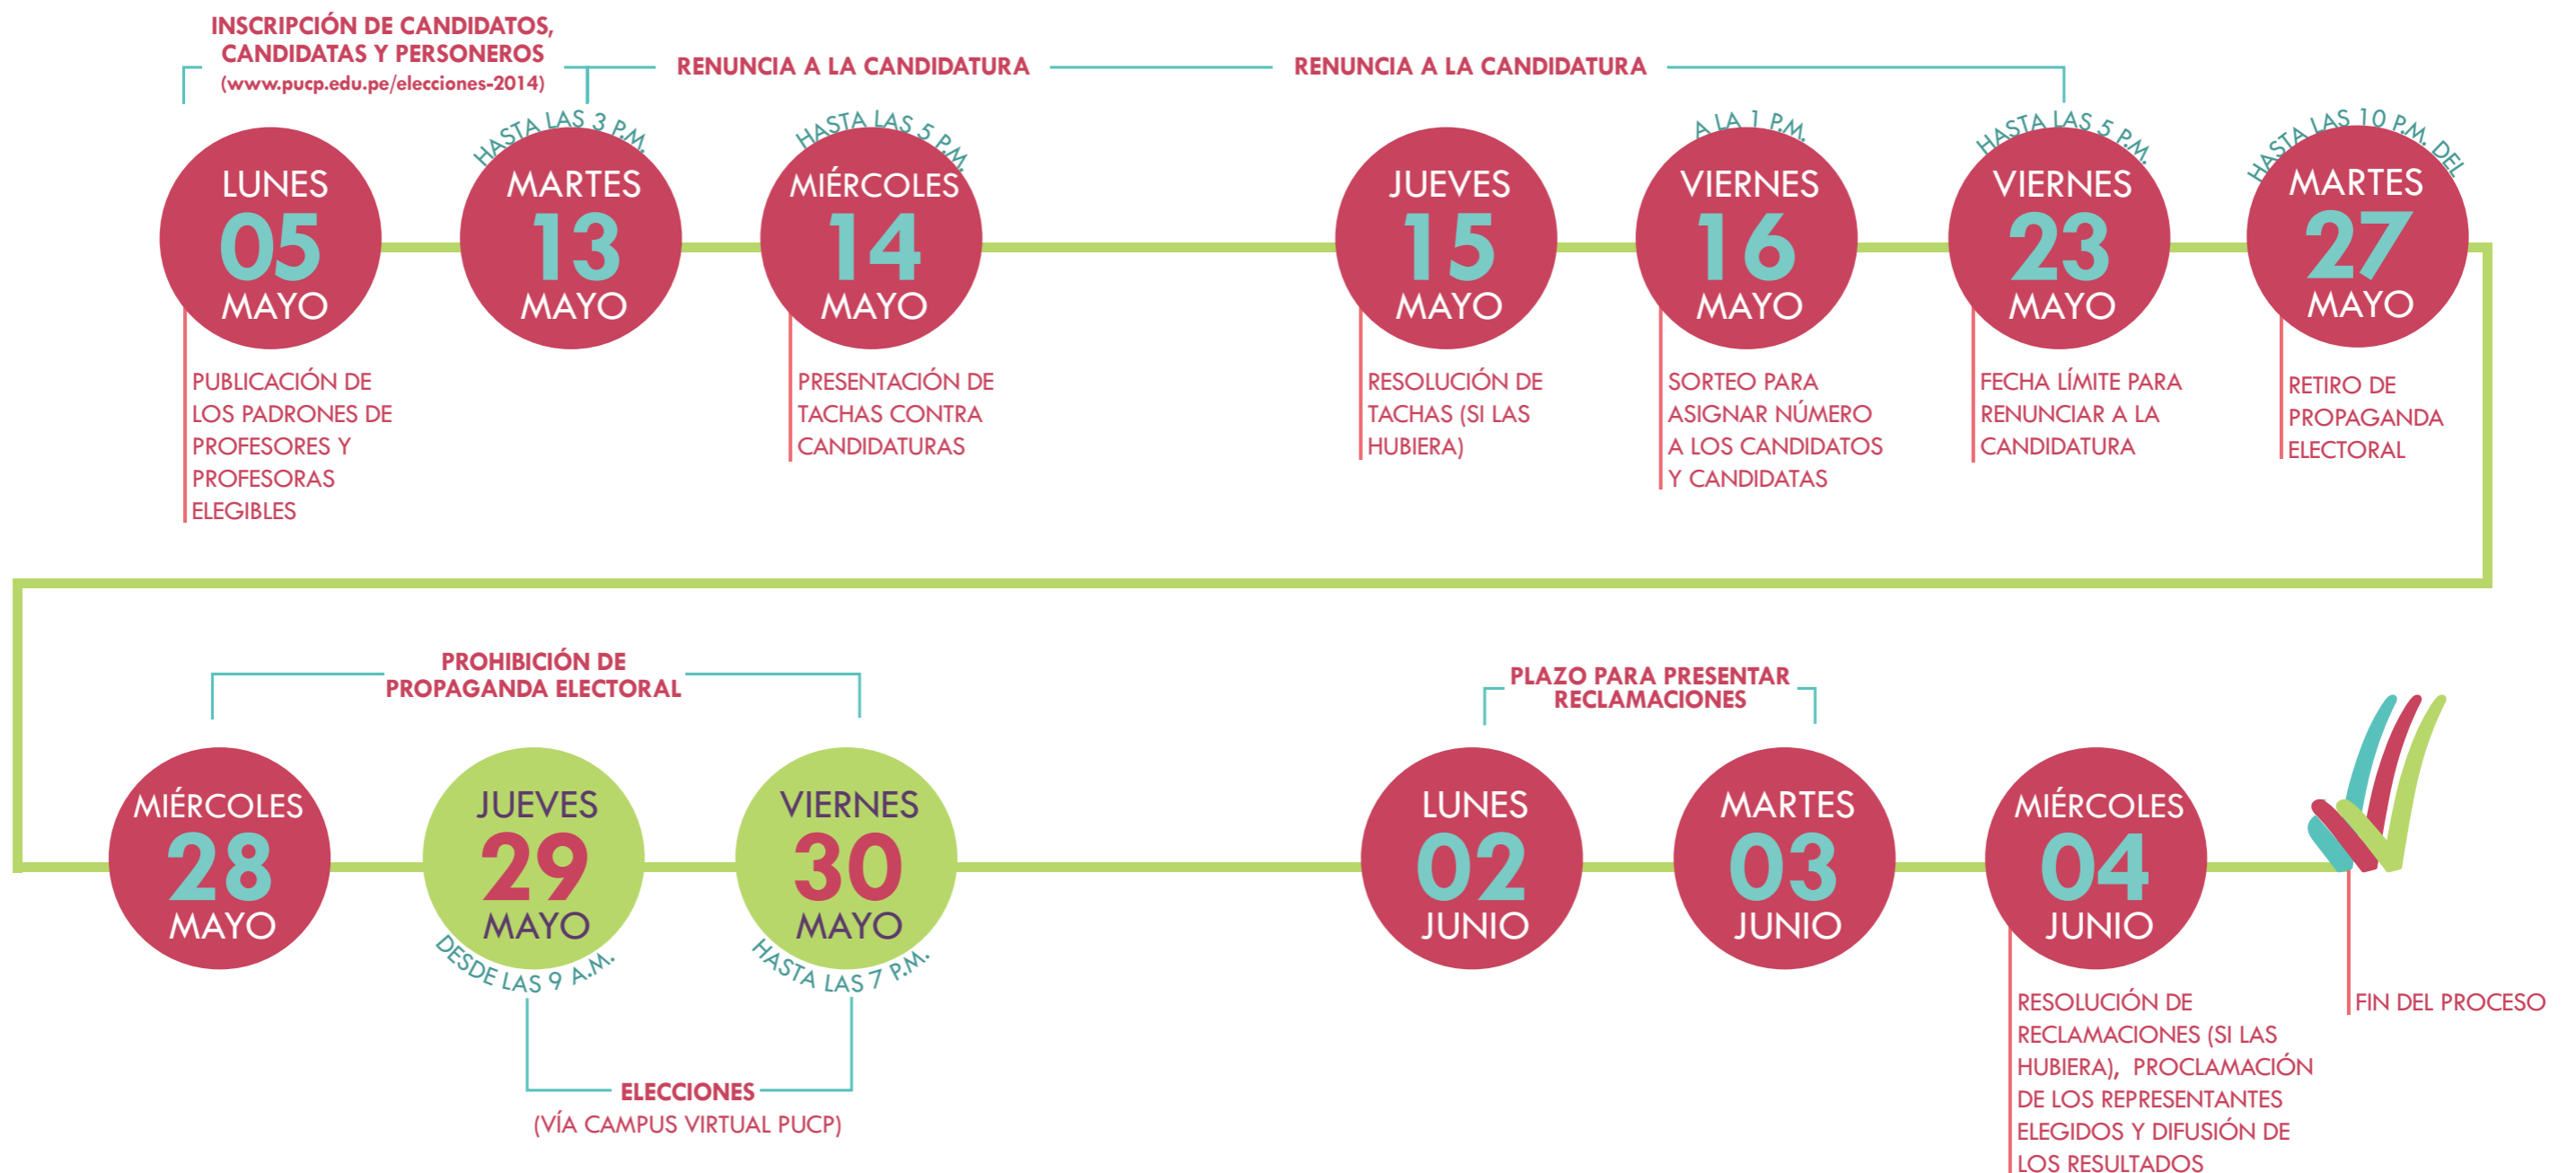 INSCRIPCIÓN DE CANDIDATOS,
CANDIDATAS Y PERSONEROS
(www.pucp.edu.pe/elecciones-2014)
RENUNCIA A LA CANDIDATURA
RENUNCIA A LA CANDIDATURA
LUNES
05
MAYO
PUBLICACIÓN DE
LOS PADRONES DE
PROFESORES Y
PROFESORAS
ELEGIBLES
HASTA LAS 3 P.M.
MARTES
13
MAYO
HASTA LAS 5 P.M.
MIÉRCOLES
14
MAYO
PRESENTACIÓN DE
TACHAS CONTRA
CANDIDATURAS
JUEVES
15
MAYO
RESOLUCIÓN DE
TACHAS (SI LAS
HUBIERA)
A LA 1 P.M.
VIERNES
16
MAYO
SORTEO PARA
ASIGNAR NÚMERO
A LOS CANDIDATOS
Y CANDIDATAS
HASTA LAS 5 P.M.
VIERNES
23
MAYO
FECHA LÍMITE PARA
RENUNCIAR A LA
CANDIDATURA
HASTA LAS 10 P.M. DEL
MARTES
27
MAYO
RETIRO DE
PROPAGANDA
ELECTORAL
PROHIBICIÓN DE
PROPAGANDA ELECTORAL
MIÉRCOLES
28
MAYO
JUEVES
29
MAYO
DESDE LAS 9 A.M.
VIERNES
30
MAYO
HASTA LAS 7 P.M.
ELECCIONES
(VÍA CAMPUS VIRTUAL PUCP)
PLAZO PARA PRESENTAR
RECLAMACIONES
LUNES
02
JUNIO
MARTES
03
JUNIO
MIÉRCOLES
04
JUNIO
RESOLUCIÓN DE
RECLAMACIONES (SI LAS
HUBIERA), PROCLAMACIÓN
DE LOS REPRESENTANTES
ELEGIDOS Y DIFUSIÓN DE
LOS RESULTADOS
FIN DEL PROCESO